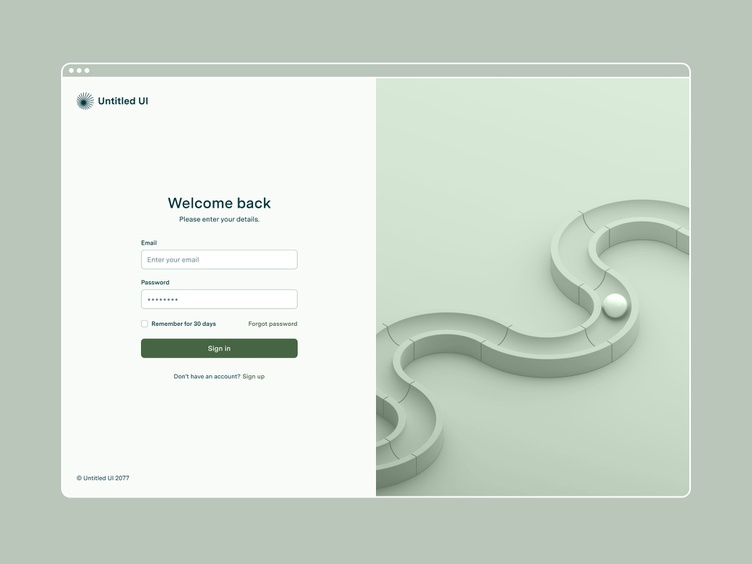 Untitled UI
Welcome back
Please enter your details.
Email
Enter your email
Password
Remember for 30 days Forgot password
Sign in
Don't have an account? Sign up
© Untitled UI 2077